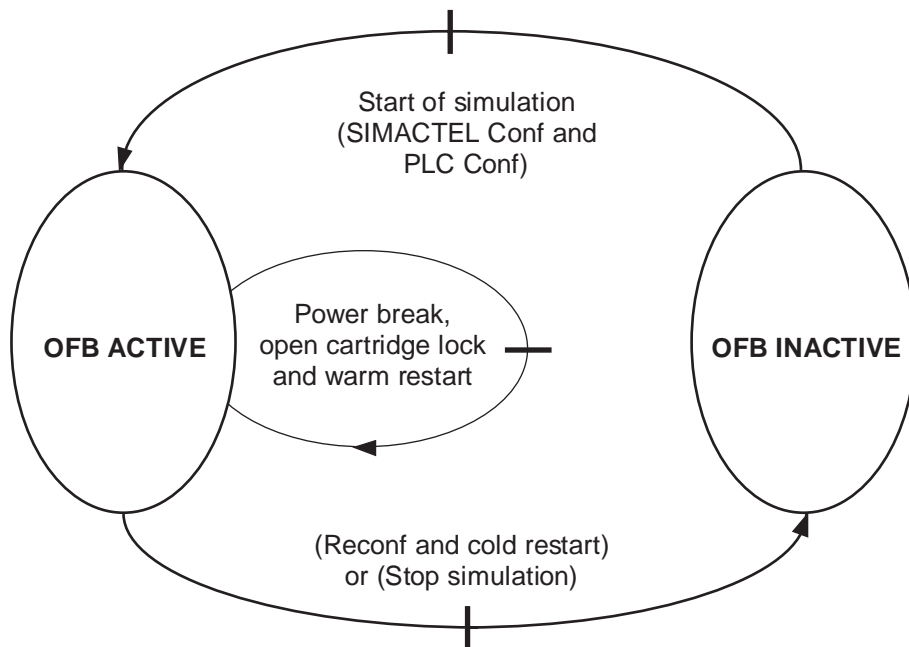 Start of simulation
(SIMACTEL Conf and
PLC Conf)
Power break,
open cartridge lock
and warm restart
OFB ACTIVE
OFB INACTIVE
(Reconf and cold restart)
or (Stop simulation)